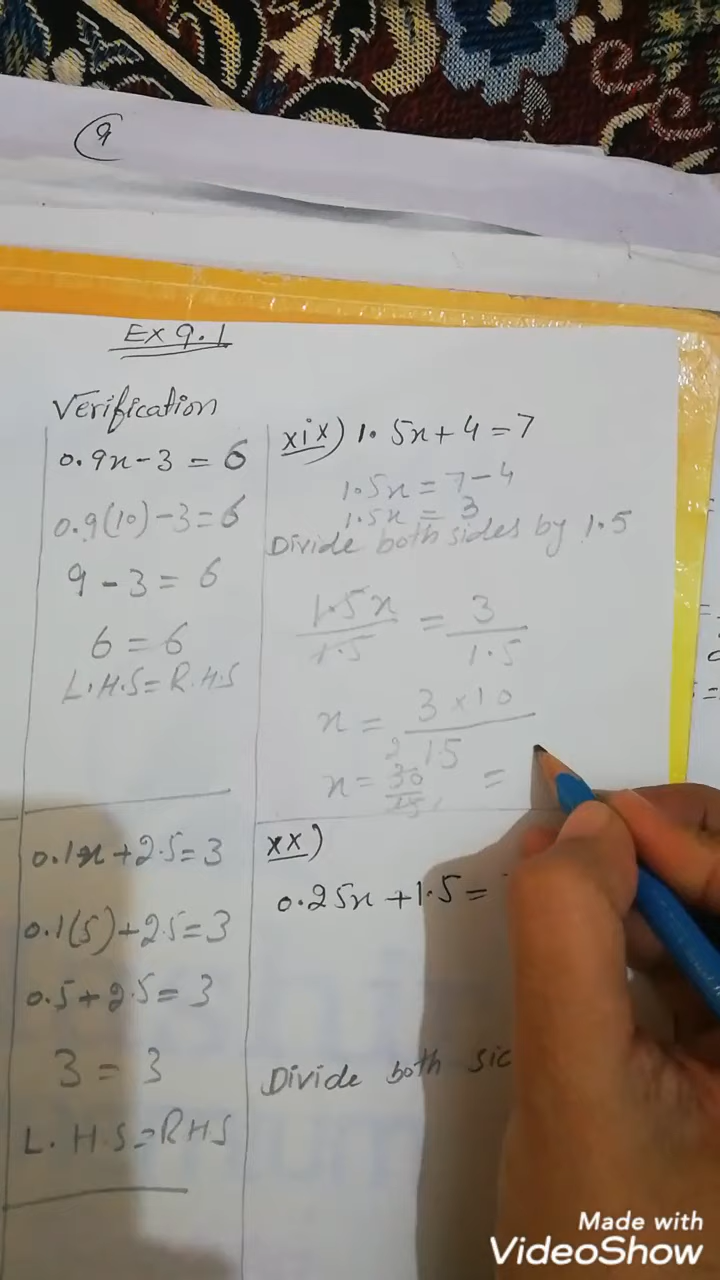 9
Ex 9.1
Verification
0.9x - 3 = 6
0.9(10) - 3 = 6
9 - 3 = 6
6 = 6
L.H.S = R.H.S
0.1x + 2.5 = 3
0.1(5) + 2.5 = 3
0.5 + 2.5 = 3
3 = 3
L.H.S = RHS
xix) 1.5x + 4 = 7
1.5x = 7 - 4
1.5x = 3
Divide both sides by 1.5
1.5x/1.5 = 3/1.5
x = 3 × 10/15
x = 30/15 = 2
xx)
0.25x + 1.5 =
Divide both
Made with
VideoShow